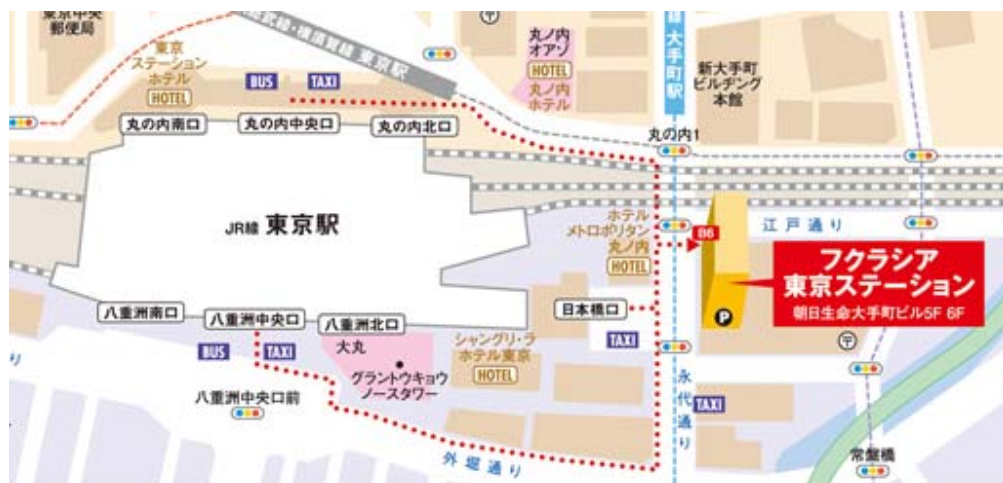 東京中央
郵便局
東京
ステーション
ホテル
HOTEL
総武線・横須賀線 東京駅
BUS
TAXI
丸ノ内
オアゾ
HOTEL
丸ノ内
ホテル
線 大手町駅
新大手町
ビルヂング
本館
丸の内南口
丸の内中央口
丸の内北口
丸の内1
JR線 東京駅
ホテル
メトロポリタン
丸ノ内
HOTEL
B6
江戸通り
フクラシア
東京ステーション
朝日生命大手町ビル5F 6F
P
八重洲南口
八重洲中央口
八重洲北口
日本橋口
BUS
TAXI
大丸
グラントウキョウ
ノースタワー
シャングリ・ラ
ホテル東京
HOTEL
TAXI
八重洲中央口前
外堀通り
永代通り
TAXI
常盤橋